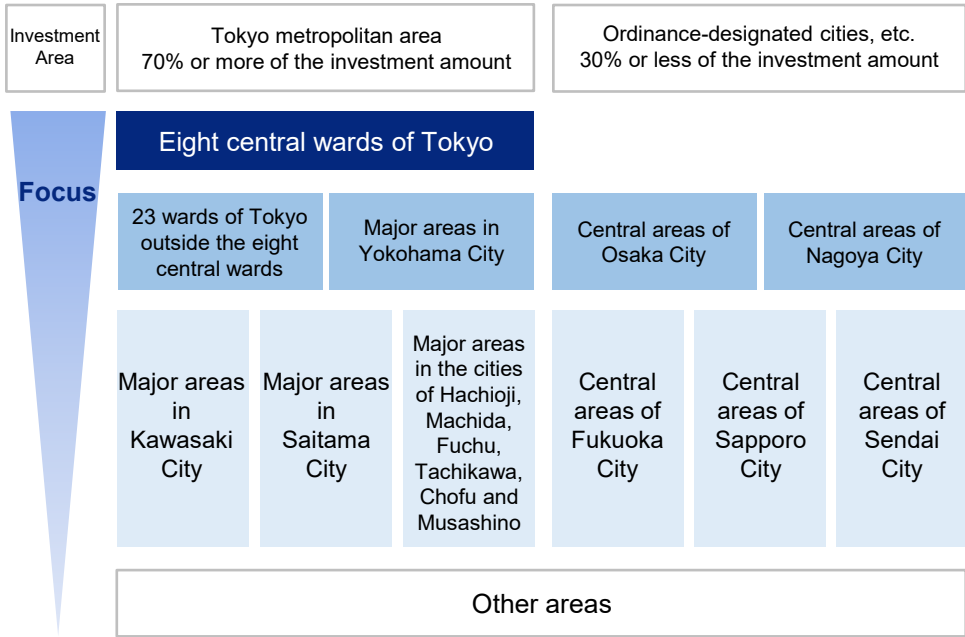 Investment
Area
Tokyo metropolitan area
70% or more of the investment amount
Ordinance-designated cities, etc.
30% or less of the investment amount
Focus
Eight central wards of Tokyo
23 wards of Tokyo
outside the eight
central wards
Major areas in
Yokohama City
Central areas of
Osaka City
Central areas of
Nagoya City
Major areas
in
Kawasaki
City
Major areas
in
Saitama
City
Major areas
in the cities
of Hachioji,
Machida,
Fuchu,
Tachikawa,
Chofu and
Musashino
Central
areas of
Fukuoka
City
Central
areas of
Sapporo
City
Central
areas of
Sendai
City
Other areas